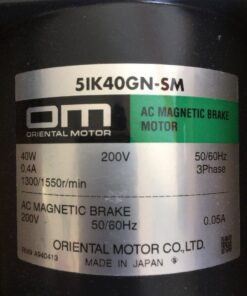 5IK40GN-SM
OM
ORIENTAL MOTOR
AC MAGNETIC BRAKE
MOTOR
40W 200V 50/60Hz
0.4A 3Phase
1300/1550r/min
AC MAGNETIC BRAKE
200V 50/60Hz 0.05A
ORIENTAL MOTOR CO.,LTD.
MADE IN JAPAN